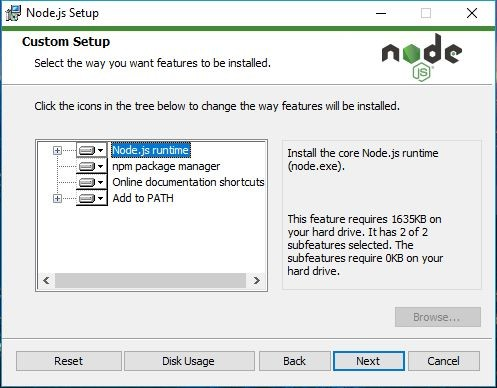 Node.js Setup
Custom Setup
Select the way you want features to be installed.
node
JS
Click the icons in the tree below to change the way features will be installed.
Node.js runtime
npm package manager
Online documentation shortcuts
Add to PATH
Install the core Node.js runtime
(node.exe).
This feature requires 1635KB on
your hard drive. It has 2 of 2
subfeatures selected. The
subfeatures require 0KB on your
hard drive.
Browse...
Reset
Disk Usage
Back
Next
Cancel